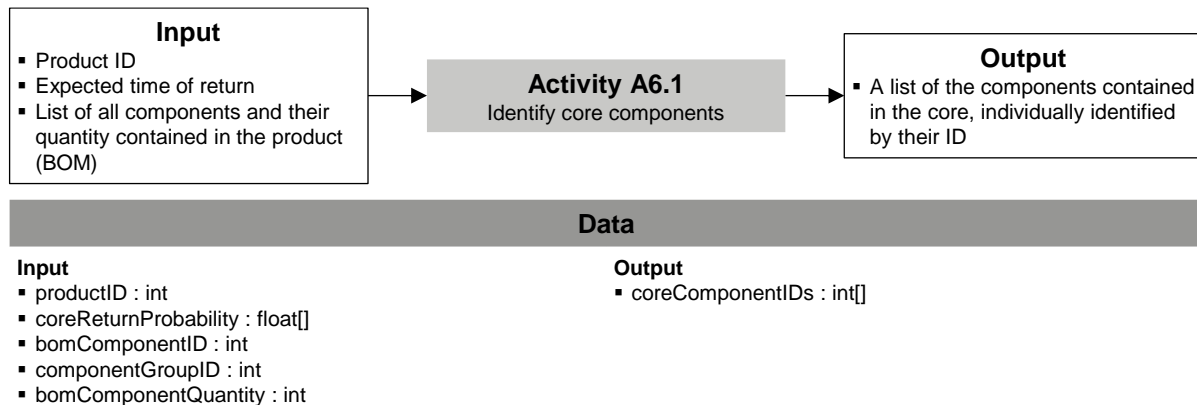 Input
▪ Product ID
▪ Expected time of return
▪ List of all components and their
quantity contained in the product
(BOM)
Activity A6.1
Identify core components
Output
▪ A list of the components contained
in the core, individually identified
by their ID
Data
Input
▪ productID : int
▪ coreReturnProbability : float[]
▪ bomComponentID : int
▪ componentGroupID : int
▪ bomComponentQuantity : int
Output
▪ coreComponentIDs : int[]